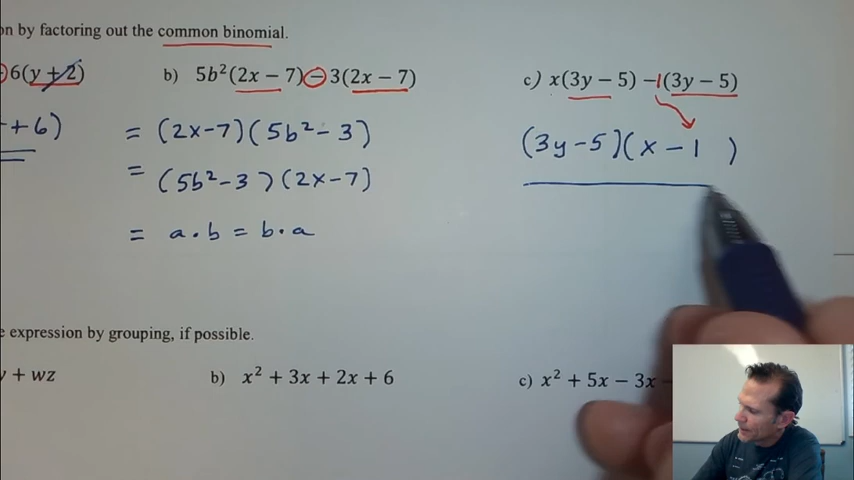 on by factoring out the common binomial.
6(y + 2) b) 5b²(2x − 7) − 3(2x − 7) c) x(3y − 5) −1(3y − 5)
+6) = (2x−7)(5b²−3) (3y−5)(x−1 )
= (5b²−3)(2x−7)
= a·b = b·a
e expression by grouping, if possible.
+ wz b) x² + 3x + 2x + 6 c) x² + 5x − 3x